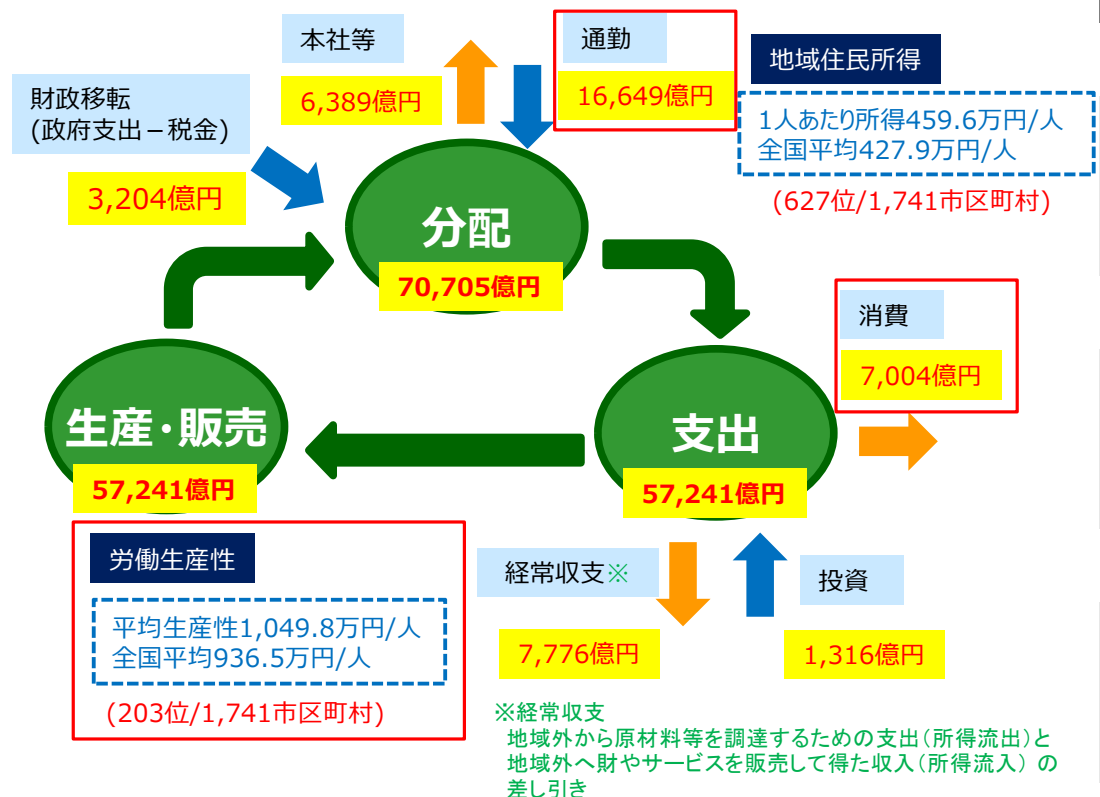 本社等
6,389億円
通勤
16,649億円
地域住民所得
1人あたり所得459.6万円/人
全国平均427.9万円/人
(627位/1,741市区町村)
財政移転
(政府支出－税金)
3,204億円
分配
70,705億円
消費
7,004億円
生産・販売
57,241億円
支出
57,241億円
労働生産性
平均生産性1,049.8万円/人
全国平均936.5万円/人
(203位/1,741市区町村)
経常収支※
7,776億円
投資
1,316億円
※経常収支
地域外から原材料等を調達するための支出（所得流出）と
地域外へ財やサービスを販売して得た収入（所得流入） の
差し引き